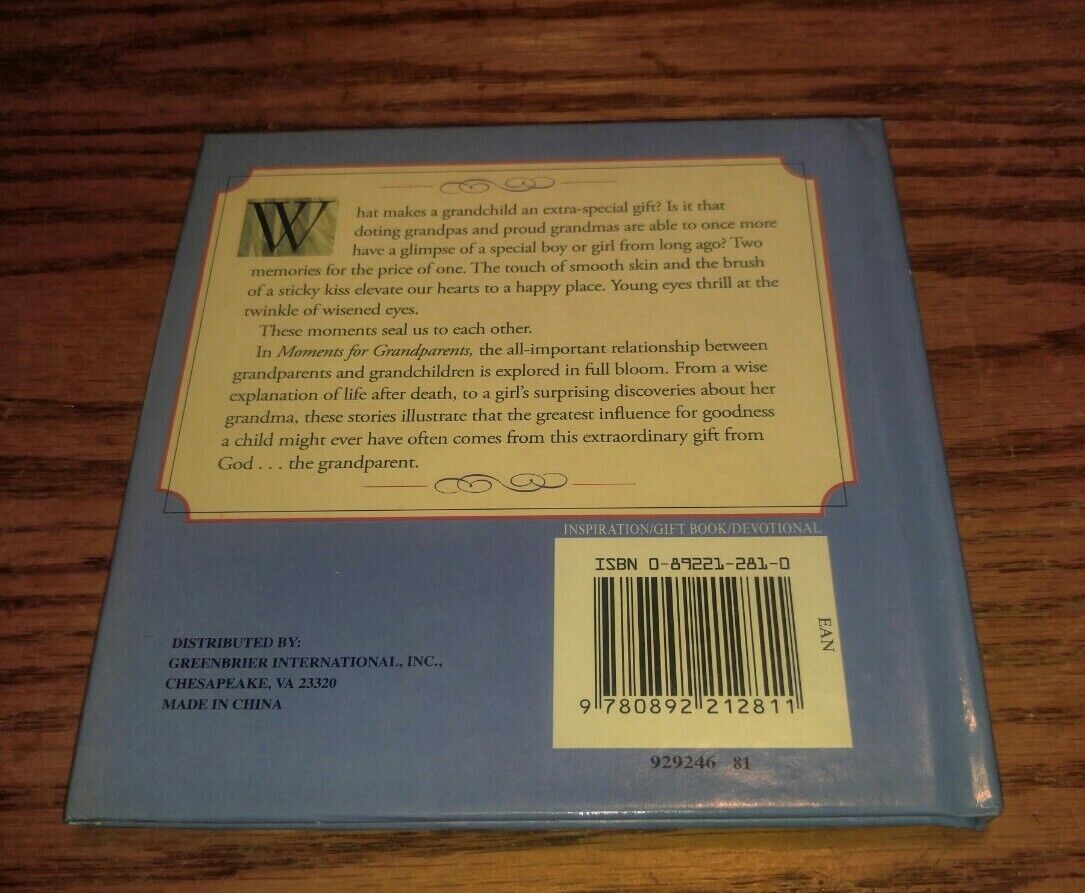 What makes a grandchild an extra-special gift? Is it that
doting grandpas and proud grandmas are able to once more
have a glimpse of a special boy or girl from long ago? Two
memories for the price of one. The touch of smooth skin and the brush
of a sticky kiss elevate our hearts to a happy place. Young eyes thrill at the
twinkle of wisened eyes.
These moments seal us to each other.
In Moments for Grandparents, the all-important relationship between
grandparents and grandchildren is explored in full bloom. From a wise
explanation of life after death, to a girl's surprising discoveries about her
grandma, these stories illustrate that the greatest influence for goodness
a child might ever have often comes from this extraordinary gift from
God . . . the grandparent.
INSPIRATION/GIFT BOOK/DEVOTIONAL
ISBN 0-89221-281-0
EAN
9 780892 212811
929246 81
DISTRIBUTED BY:
GREENBRIER INTERNATIONAL, INC.,
CHESAPEAKE, VA 23320
MADE IN CHINA